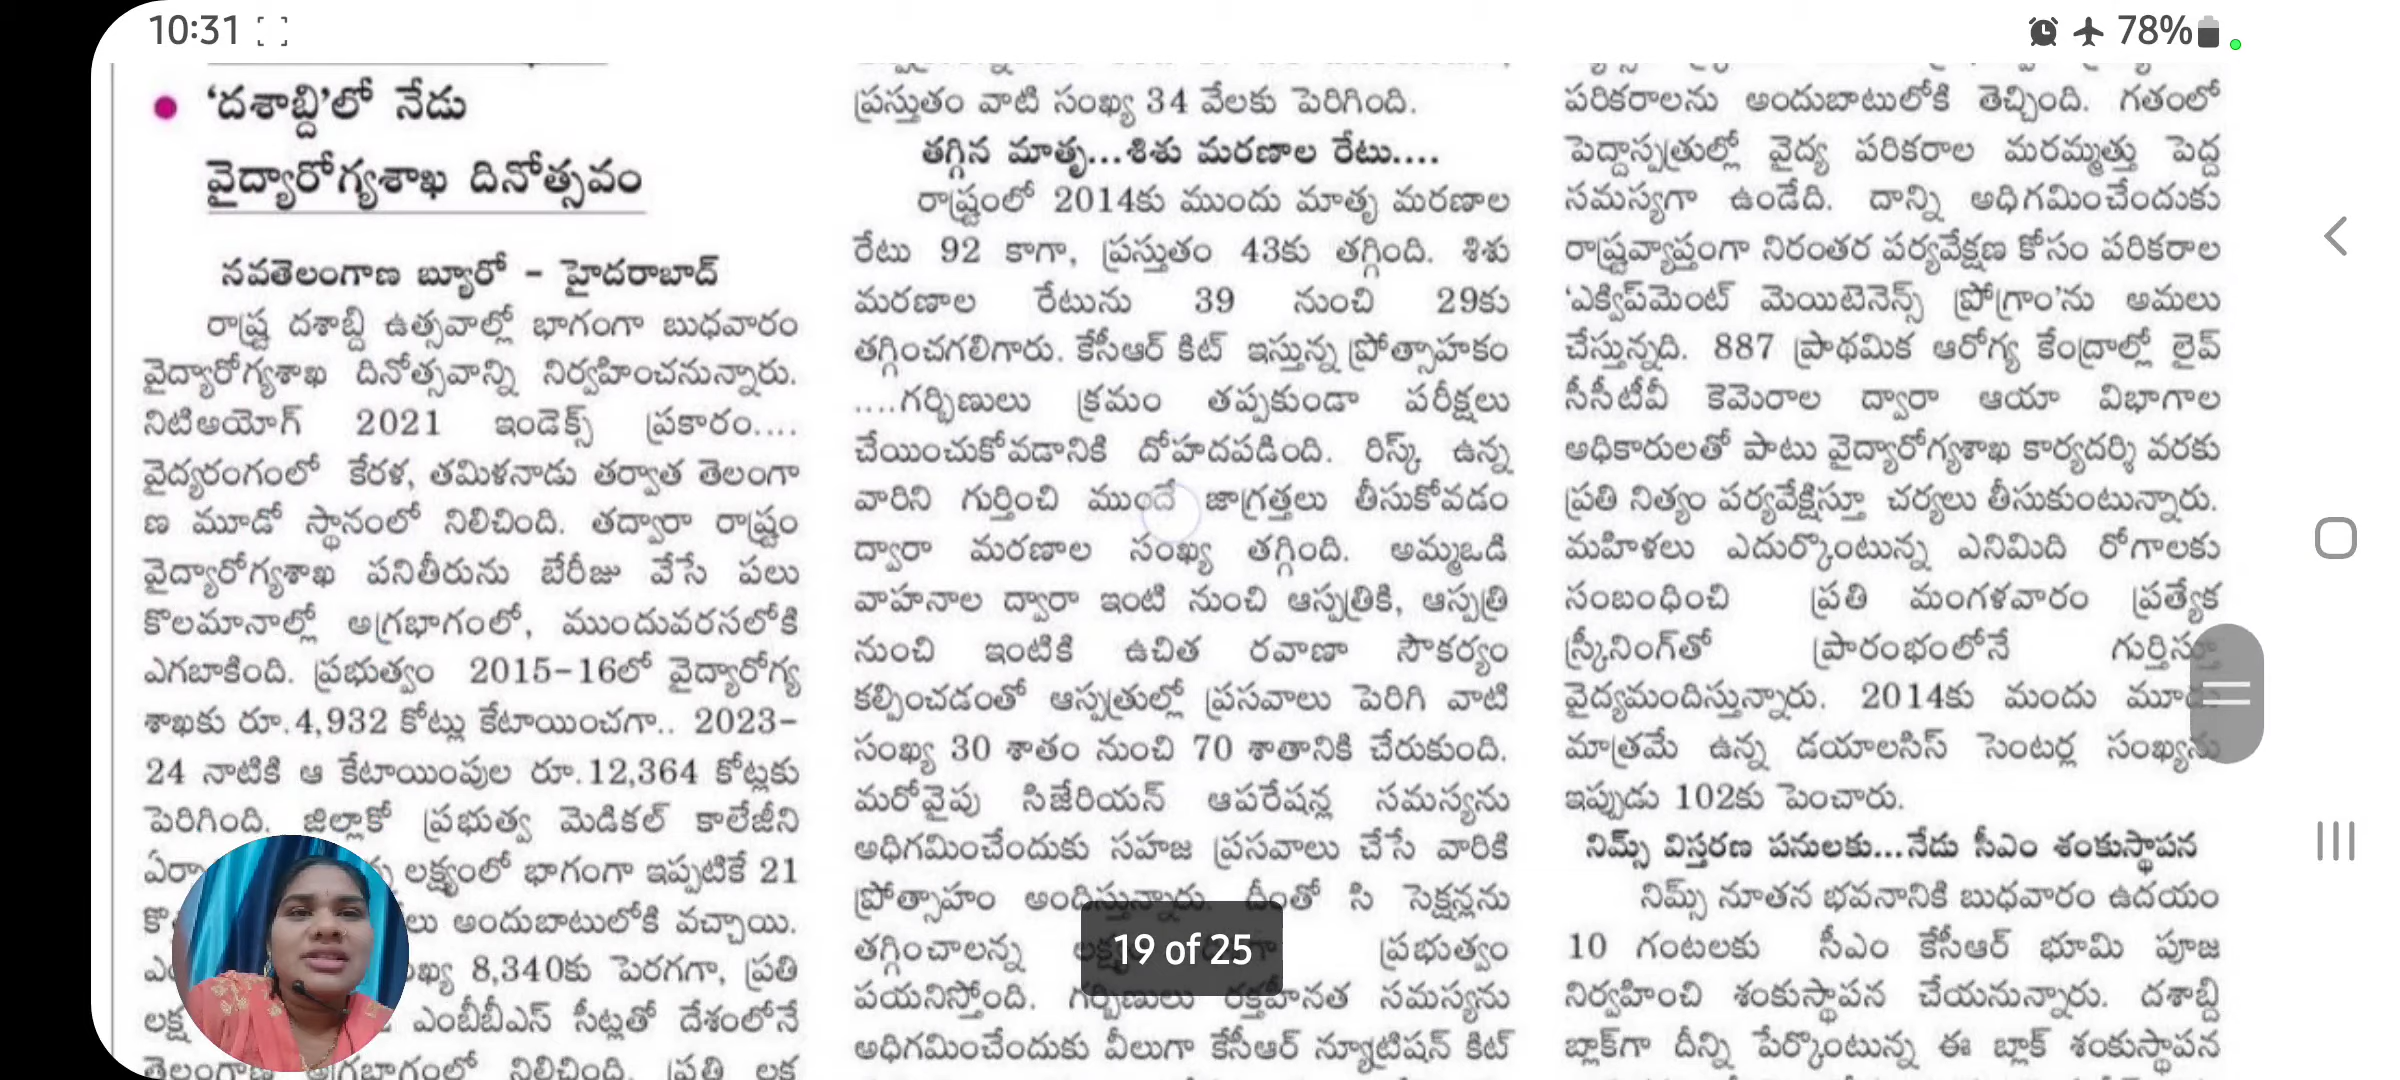 10:31
78%
'దశాబ్ది'లో నేడు
వైద్యారోగ్యశాఖ దినోత్సవం
నవతెలంగాణ బ్యూరో – హైదరాబాద్
రాష్ట్ర దశాబ్ది ఉత్సవాల్లో భాగంగా బుధవారం
వైద్యారోగ్యశాఖ దినోత్సవాన్ని నిర్వహించనున్నారు.
నిటిఆయోగ్ 2021 ఇండెక్స్ ప్రకారం....
వైద్యరంగంలో కేరళ, తమిళనాడు తర్వాత తెలంగా
ణ మూడో స్థానంలో నిలిచింది. తద్వారా రాష్ట్రం
వైద్యారోగ్యశాఖ పనితీరును బేరీజు వేసే పలు
కొలమానాల్లో అగ్రభాగంలో, ముందువరసలోకి
ఎగబాకింది. ప్రభుత్వం 2015-16లో వైద్యారోగ్య
శాఖకు రూ.4,932 కోట్లు కేటాయించగా.. 2023-
24 నాటికి ఆ కేటాయింపుల రూ.12,364 కోట్లకు
పెరిగింది. జిల్లాకో ప్రభుత్వ మెడికల్ కాలేజీని
లక్ష్యంలో భాగంగా ఇప్పటికే 21
అందుబాటులోకి వచ్చాయి.
8,340కు పెరగగా, ప్రతి
లక్ష ఎంబీబీఎస్ సీట్లతో దేశంలోనే
తెలంగాణ అగ్రభాగంలో నిలిచింది. ప్రతి లక్ష
ప్రస్తుతం వాటి సంఖ్య 34 వేలకు పెరిగింది.
తగ్గిన మాతృ...శిశు మరణాల రేటు....
రాష్ట్రంలో 2014కు ముందు మాతృ మరణాల
రేటు 92 కాగా, ప్రస్తుతం 43కు తగ్గింది. శిశు
మరణాల రేటును 39 నుంచి 29కు
తగ్గించగలిగారు. కేసీఆర్ కిట్ ఇస్తున్న ప్రోత్సాహకం
....గర్భిణులు క్రమం తప్పకుండా పరీక్షలు
చేయించుకోవడానికి దోహదపడింది. రిస్క్ ఉన్న
వారిని గుర్తించి ముందే జాగ్రత్తలు తీసుకోవడం
ద్వారా మరణాల సంఖ్య తగ్గింది. అమ్మఒడి
వాహనాల ద్వారా ఇంటి నుంచి ఆస్పత్రికి, ఆస్పత్రి
నుంచి ఇంటికి ఉచిత రవాణా సౌకర్యం
కల్పించడంతో ఆస్పత్రుల్లో ప్రసవాలు పెరిగి వాటి
సంఖ్య 30 శాతం నుంచి 70 శాతానికి చేరుకుంది.
మరోవైపు సిజేరియన్ ఆపరేషన్ల సమస్యను
అధిగమించేందుకు సహజ ప్రసవాలు చేసే వారికి
ప్రోత్సాహం అందిస్తున్నారు. దీంతో సి సెక్షన్లను
తగ్గించాలన్న ప్రభుత్వం
పయనిస్తోంది. గర్భిణులు రక్తహీనత సమస్యను
అధిగమించేందుకు వీలుగా కేసీఆర్ న్యూట్రిషన్ కిట్
19 of 25
పరికరాలను అందుబాటులోకి తెచ్చింది. గతంలో
పెద్దాస్పత్రుల్లో వైద్య పరికరాల మరమ్మత్తు పెద్ద
సమస్యగా ఉండేది. దాన్ని అధిగమించేందుకు
రాష్ట్రవ్యాప్తంగా నిరంతర పర్యవేక్షణ కోసం పరికరాల
'ఎక్విప్‌మెంట్ మెయిటెనెన్స్ ప్రోగ్రాం'ను అమలు
చేస్తున్నది. 887 ప్రాథమిక ఆరోగ్య కేంద్రాల్లో లైవ్
సీసీటీవీ కెమెరాల ద్వారా ఆయా విభాగాల
అధికారులతో పాటు వైద్యారోగ్యశాఖ కార్యదర్శి వరకు
ప్రతి నిత్యం పర్యవేక్షిస్తూ చర్యలు తీసుకుంటున్నారు.
మహిళలు ఎదుర్కొంటున్న ఎనిమిది రోగాలకు
సంబంధించి ప్రతి మంగళవారం ప్రత్యేక
స్క్రీనింగ్‌తో ప్రారంభంలోనే గుర్తిస్తూ
వైద్యమందిస్తున్నారు. 2014కు మందు మూడు
మాత్రమే ఉన్న డయాలసిస్ సెంటర్ల సంఖ్యను
ఇప్పుడు 102కు పెంచారు.
నిమ్స్ విస్తరణ పనులకు...నేడు సీఎం శంకుస్థాపన
నిమ్స్ నూతన భవనానికి బుధవారం ఉదయం
10 గంటలకు సీఎం కేసీఆర్ భూమి పూజ
నిర్వహించి శంకుస్థాపన చేయనున్నారు. దశాబ్ది
బ్లాక్‌గా దీన్ని పేర్కొంటున్న ఈ బ్లాక్ శంకుస్థాపన